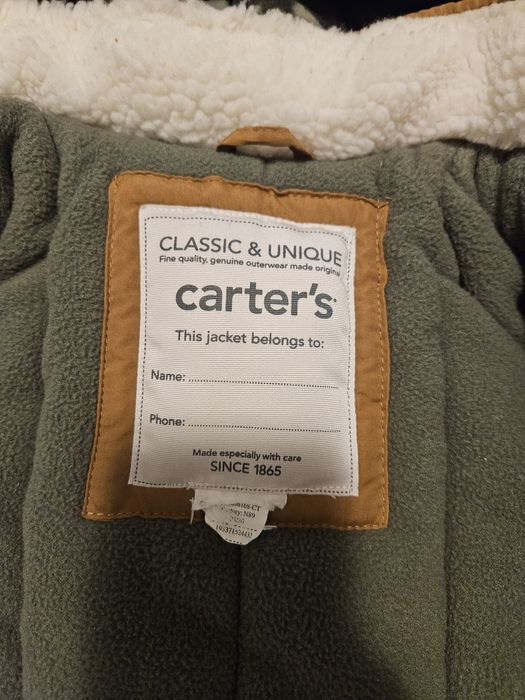 CLASSIC & UNIQUE
Fine quality, genuine outerwear made original
carter's
This jacket belongs to:
Name:
Phone:
Made especially with care
SINCE 1865
N89